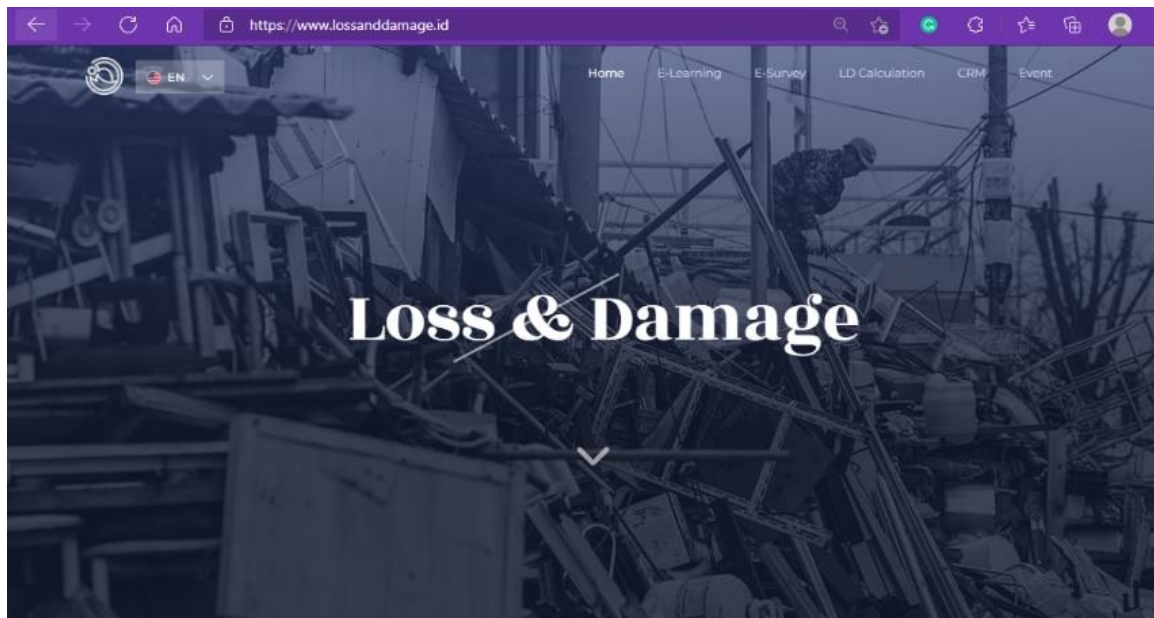 https://www.lossanddamage.id
EN
Home E-Learning E-Survey LD Calculation CRM Event
Loss & Damage